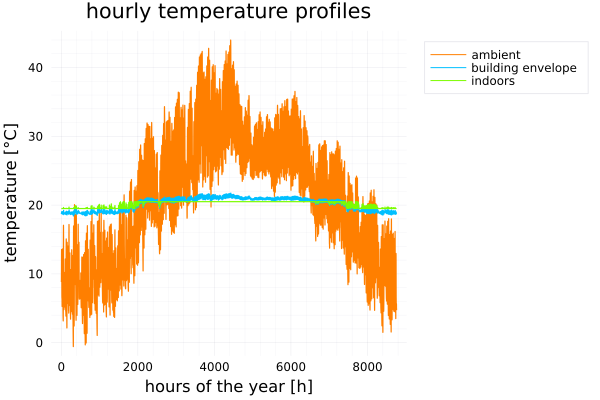 hourly temperature profiles
ambient
building envelope
indoors
temperature [°C]
40
30
20
10
0
0 2000 4000 6000 8000
hours of the year [h]